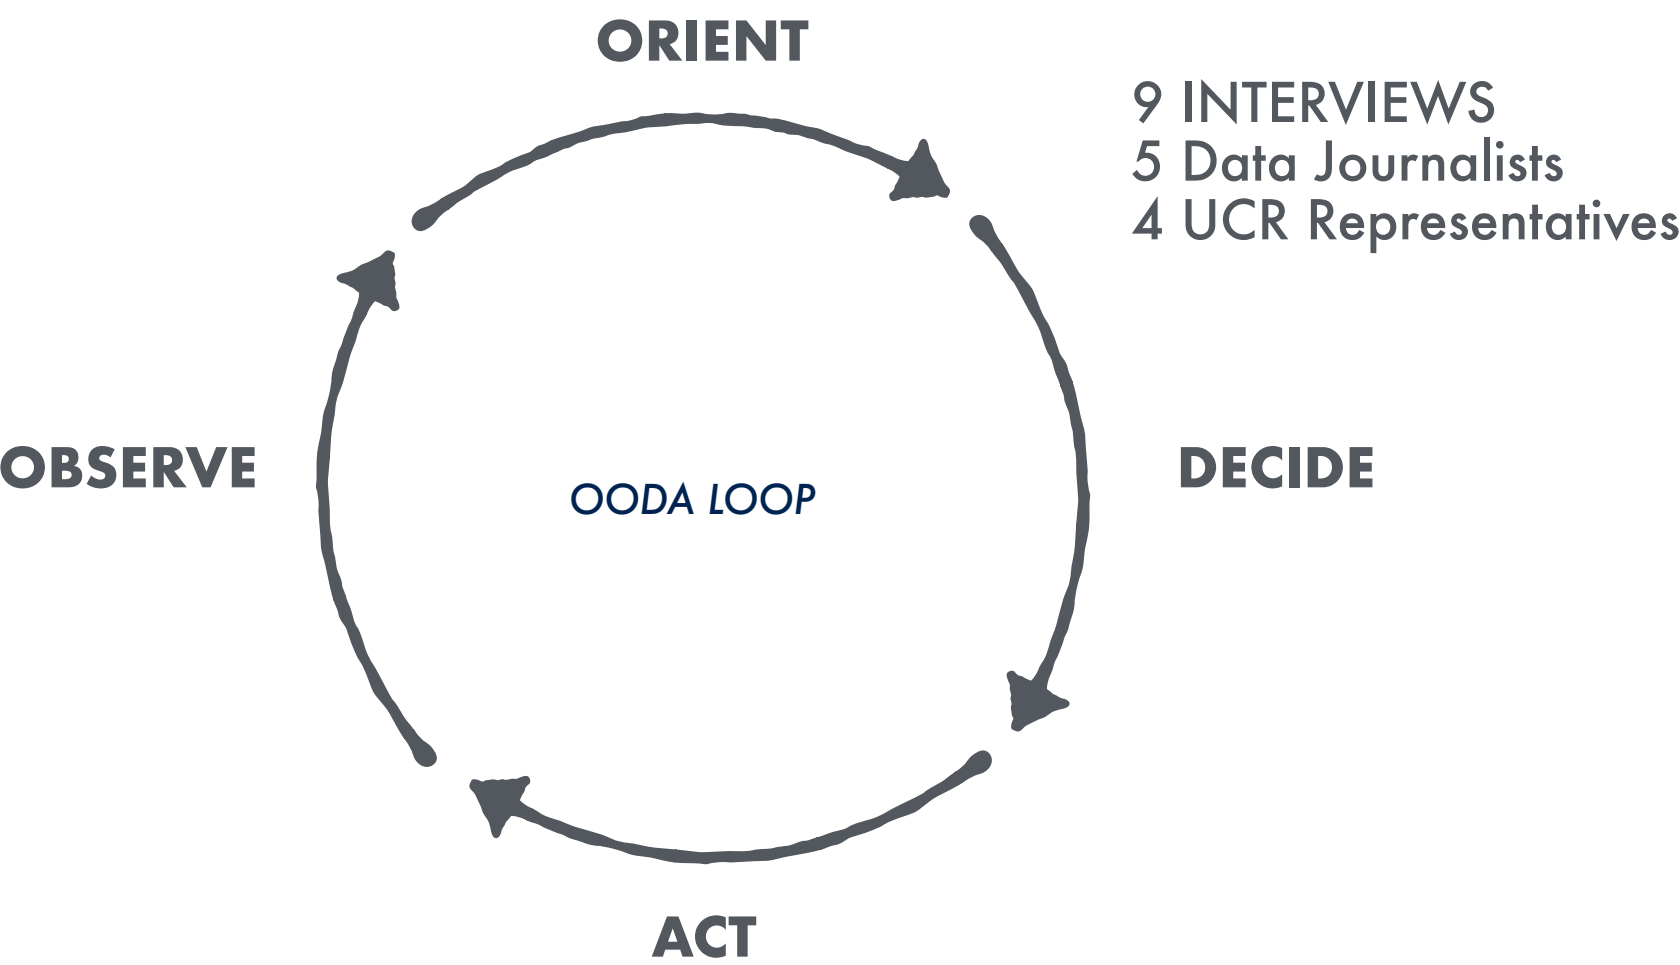 ORIENT
9 INTERVIEWS
5 Data Journalists
4 UCR Representatives
OBSERVE
DECIDE
OODA LOOP
ACT